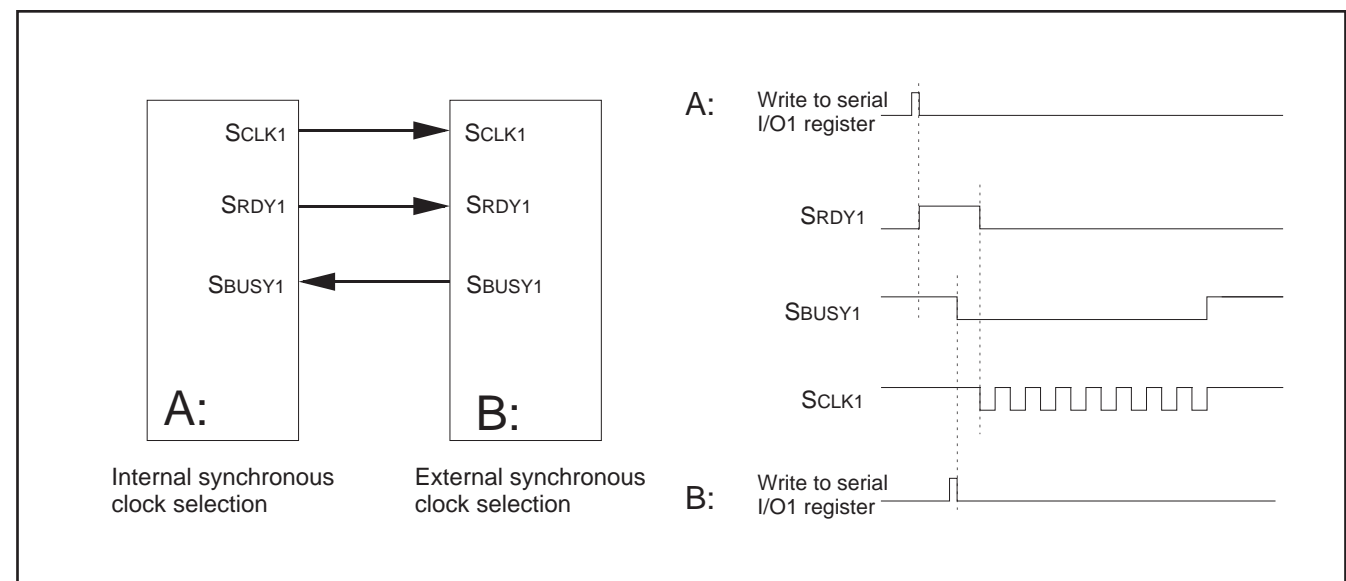 SCLK1
SCLK1
SRDY1
SRDY1
SBUSY1
SBUSY1
A:
B:
Internal synchronous
clock selection
External synchronous
clock selection
A:
Write to serial
I/O1 register
SRDY1
SBUSY1
SCLK1
B:
Write to serial
I/O1 register